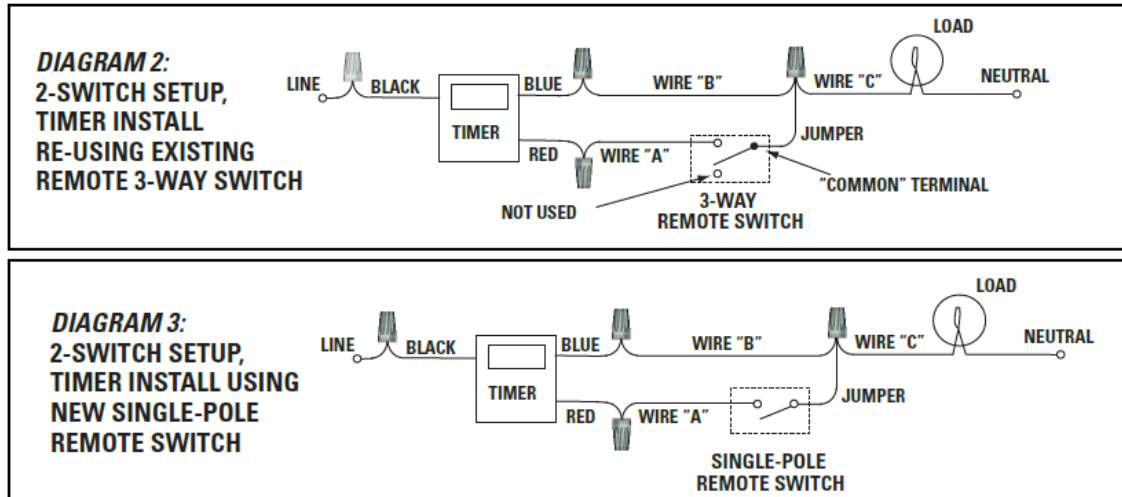 DIAGRAM 2:
2-SWITCH SETUP,
TIMER INSTALL
RE-USING EXISTING
REMOTE 3-WAY SWITCH
LINE
BLACK
TIMER
BLUE
RED
WIRE "B"
WIRE "A"
WIRE "C"
LOAD
NEUTRAL
JUMPER
"COMMON" TERMINAL
NOT USED
3-WAY
REMOTE SWITCH
DIAGRAM 3:
2-SWITCH SETUP,
TIMER INSTALL USING
NEW SINGLE-POLE
REMOTE SWITCH
LINE
BLACK
TIMER
BLUE
RED
WIRE "B"
WIRE "A"
WIRE "C"
LOAD
NEUTRAL
JUMPER
SINGLE-POLE
REMOTE SWITCH